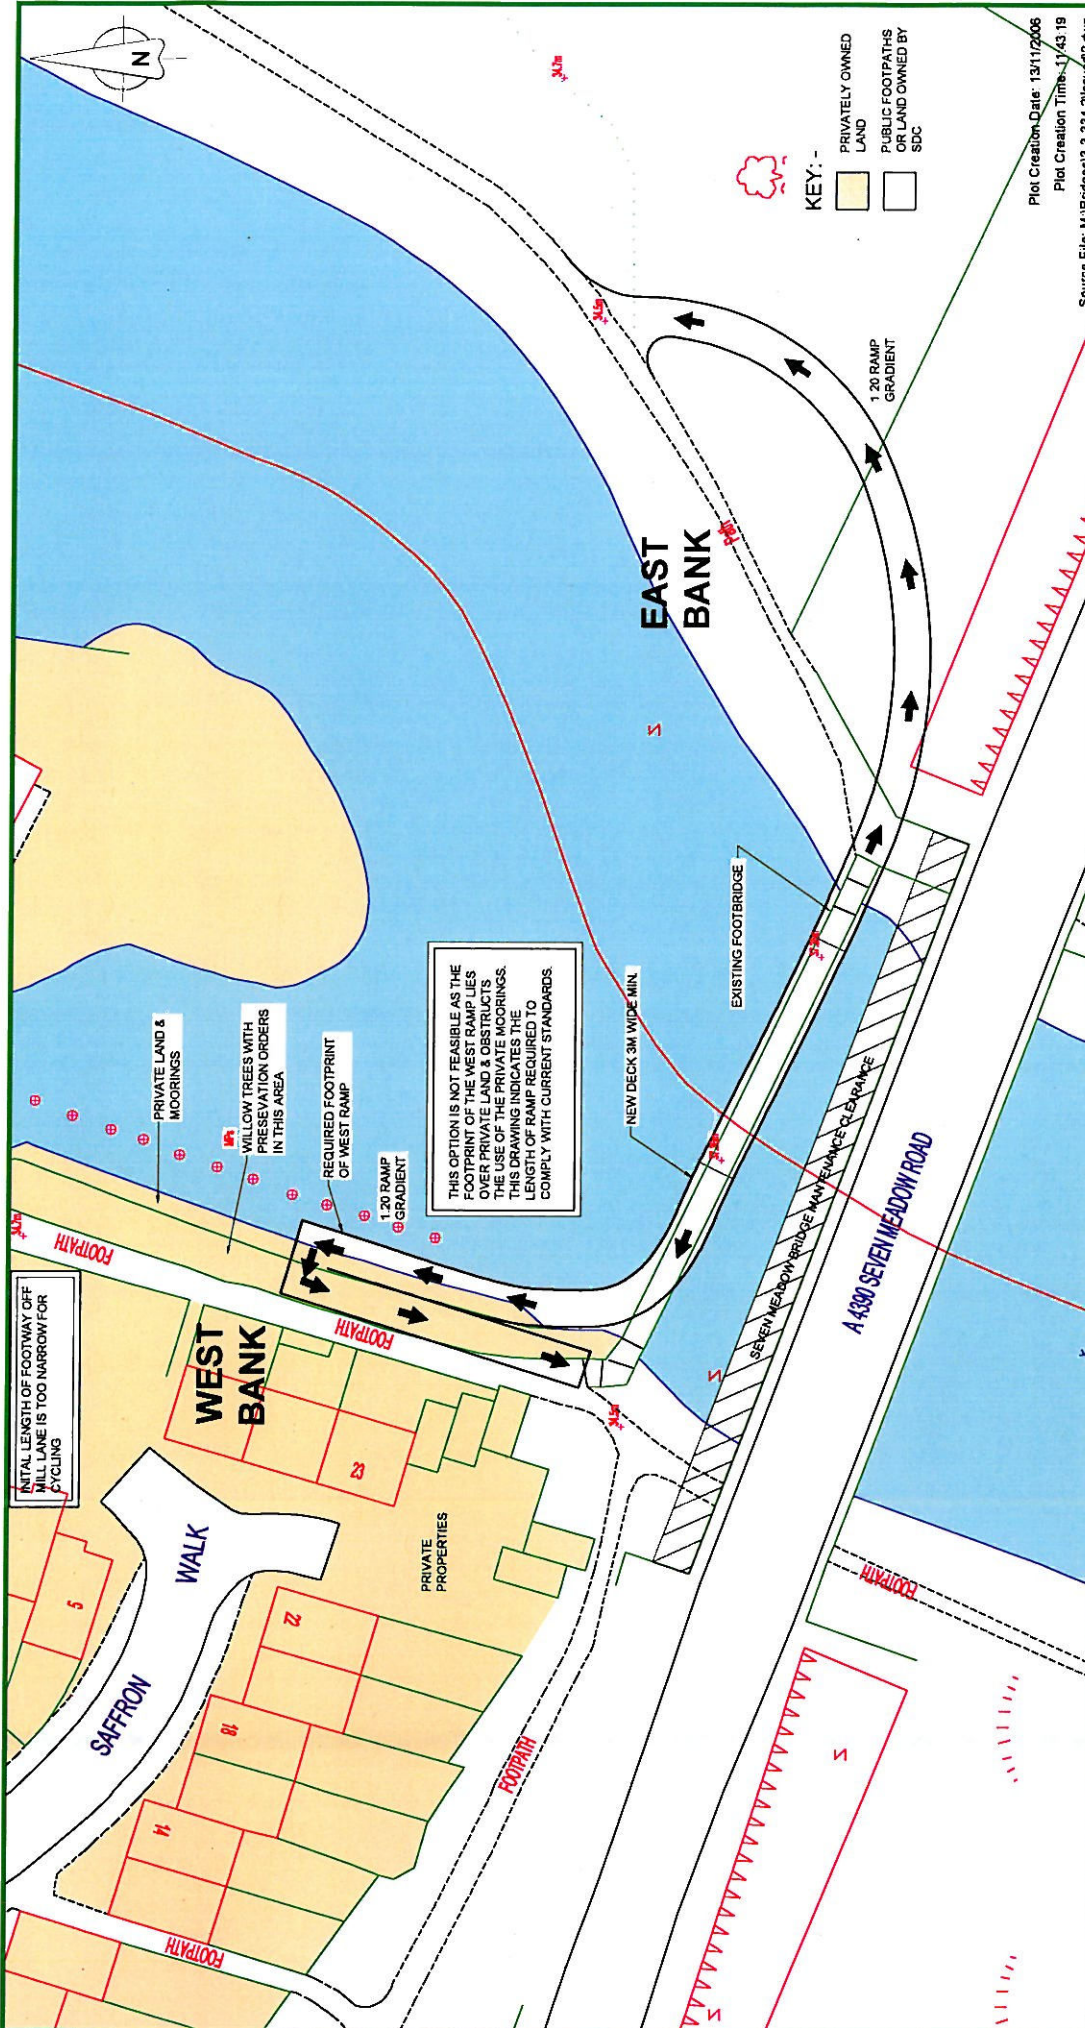 INITAL LENGTH OF FOOTWAY OFF
MILL LANE IS TOO NARROW FOR
CYCLING
FOOTPATH
PRIVATE LAND &
MOORINGS
WILLOW TREES WITH
PRESEVATION ORDERS
IN THIS AREA
REQUIRED FOOTPRINT
OF WEST RAMP
1.20 RAMP
GRADIENT
THIS OPTION IS NOT FEASIBLE AS THE
FOOTPRINT OF THE WEST RAMP LIES
OVER PRIVATE LAND & OBSTRUCTS
THE USE OF THE PRIVATE MOORINGS.
THIS DRAWING INDICATES THE
LENGTH OF RAMP REQUIRED TO
COMPLY WITH CURRENT STANDARDS.
WEST
BANK
FOOTPATH
SAFFRON
WALK
5
14
18
22
23
PRIVATE
PROPERTIES
FOOTPATH
FOOTPATH
FOOTPATH
NEW DECK 3M WIDE MIN.
EXISTING FOOTBRIDGE
SEVEN MEADOW BRIDGE MAINTENANCE CLEARANCE
A 4390 SEVEN MEADOW ROAD
EAST
BANK
1 20 RAMP
GRADIENT
34.7m
34.5m
N
KEY: -
PRIVATELY OWNED
LAND
PUBLIC FOOTPATHS
OR LAND OWNED BY
SDC
Plot Creation Date: 13/11/2006
Plot Creation Time: 11:43:19